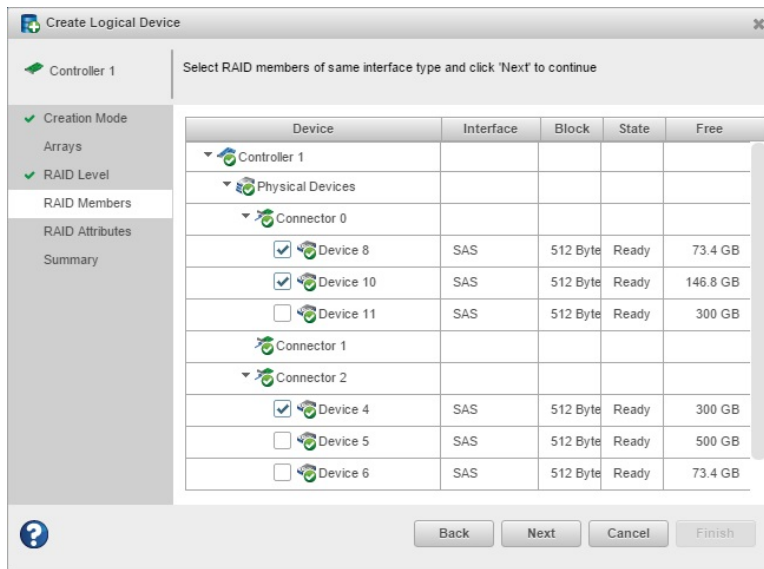 Create Logical Device
Controller 1
Select RAID members of same interface type and click 'Next' to continue
Creation Mode
Arrays
RAID Level
RAID Members
RAID Attributes
Summary
Device Interface Block State Free
Controller 1
Physical Devices
Connector 0
Device 8 SAS 512 Byte Ready 73.4 GB
Device 10 SAS 512 Byte Ready 146.8 GB
Device 11 SAS 512 Byte Ready 300 GB
Connector 1
Connector 2
Device 4 SAS 512 Byte Ready 300 GB
Device 5 SAS 512 Byte Ready 500 GB
Device 6 SAS 512 Byte Ready 73.4 GB
? Back Next Cancel Finish